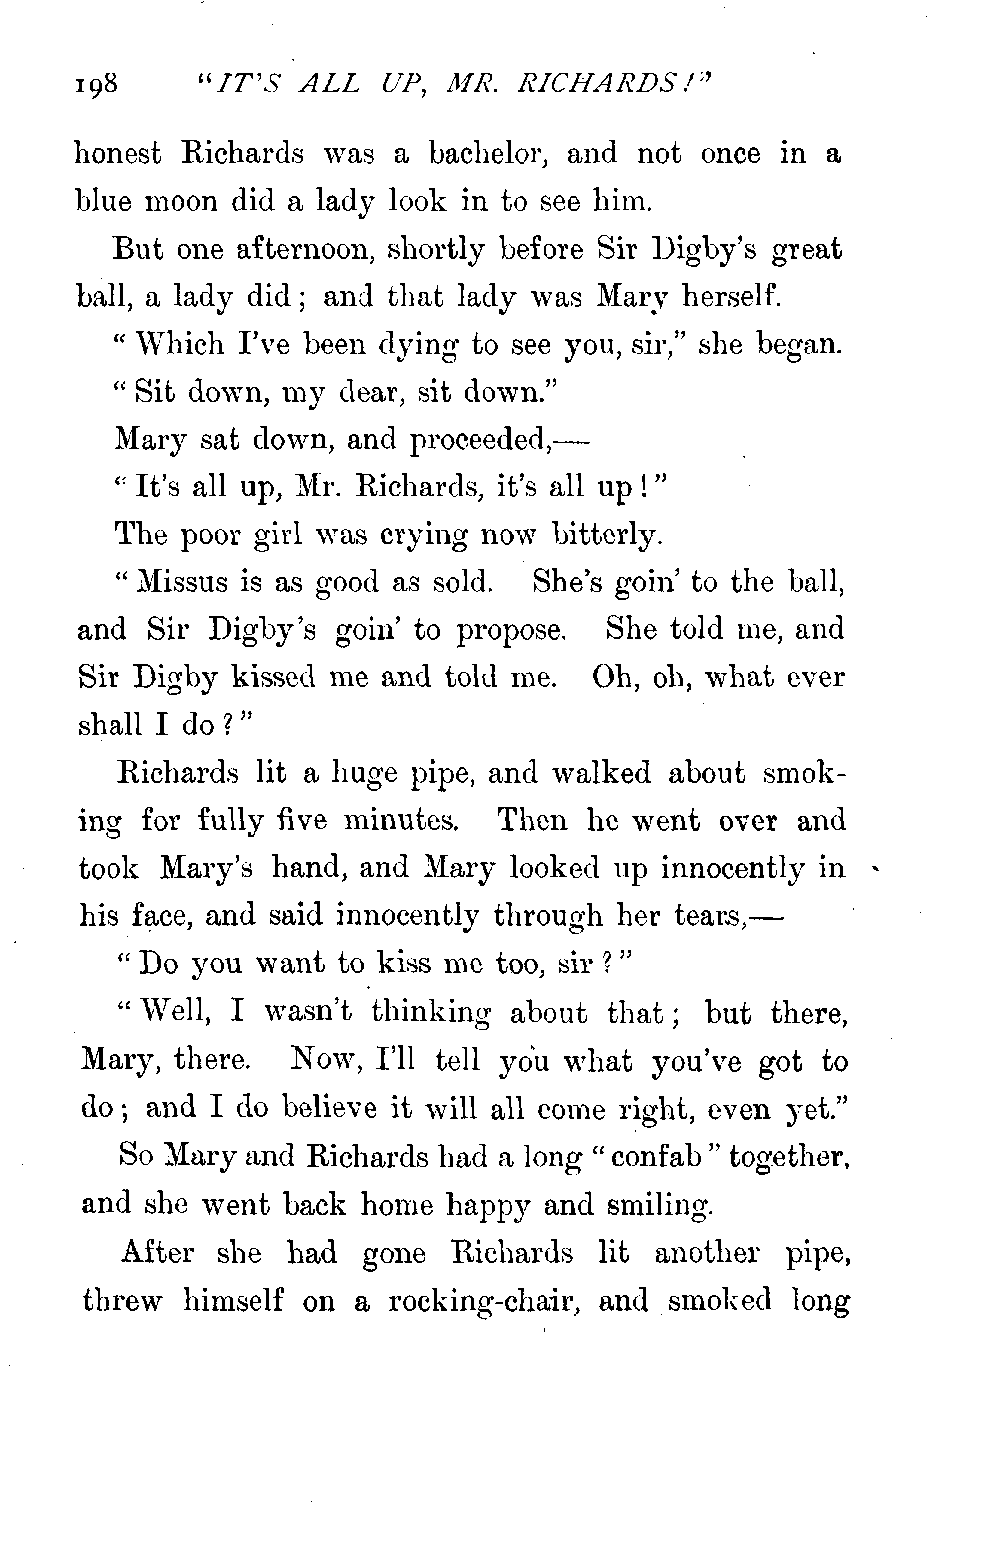 198 "IT'S ALL UP, MR. RICHARDS!"
honest Richards was a bachelor, and not once in a
blue moon did a lady look in to see him.
But one afternoon, shortly before Sir Digby's great
ball, a lady did; and that lady was Mary herself.
"Which I've been dying to see you, sir," she began.
"Sit down, my dear, sit down."
Mary sat down, and proceeded,—
"It's all up, Mr. Richards, it's all up!"
The poor girl was crying now bitterly.
"Missus is as good as sold. She's goin' to the ball,
and Sir Digby's goin' to propose. She told me, and
Sir Digby kissed me and told me. Oh, oh, what ever
shall I do?"
Richards lit a huge pipe, and walked about smok-
ing for fully five minutes. Then he went over and
took Mary's hand, and Mary looked up innocently in
his face, and said innocently through her tears,—
"Do you want to kiss me too, sir?"
"Well, I wasn't thinking about that; but there,
Mary, there. Now, I'll tell you what you've got to
do; and I do believe it will all come right, even yet."
So Mary and Richards had a long "confab" together,
and she went back home happy and smiling.
After she had gone Richards lit another pipe,
threw himself on a rocking-chair, and smoked long